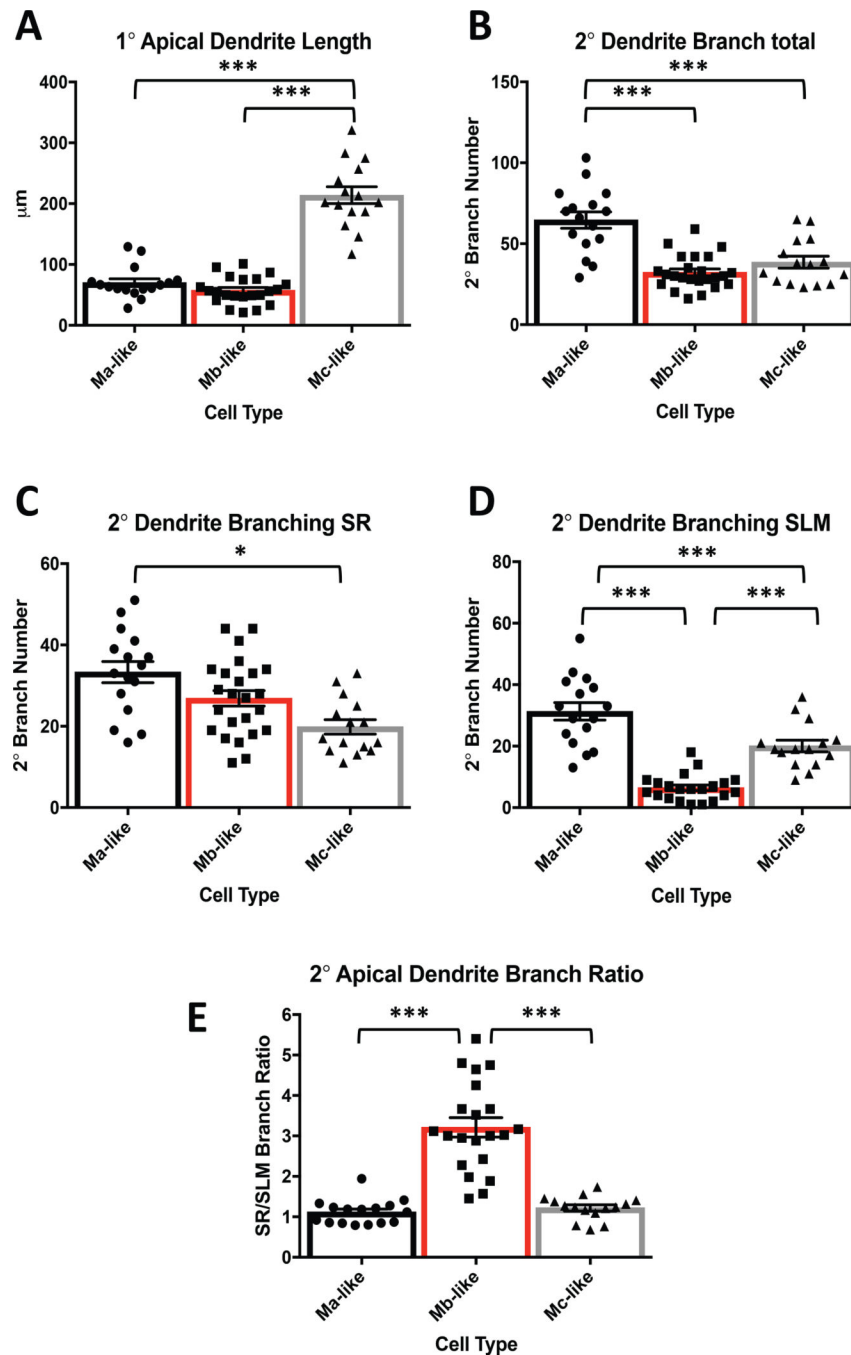 A
1° Apical Dendrite Length
***
***
400
300
200
100
0
μm
Ma-like
Mb-like
Mc-like
Cell Type
B
2° Dendrite Branch total
***
***
150
100
50
0
2° Branch Number
Ma-like
Mb-like
Mc-like
Cell Type
C
2° Dendrite Branching SR
*
60
40
20
0
2° Branch Number
Ma-like
Mb-like
Mc-like
Cell Type
D
2° Dendrite Branching SLM
***
***
***
80
60
40
20
0
2° Branch Number
Ma-like
Mb-like
Mc-like
Cell Type
E
2° Apical Dendrite Branch Ratio
***
***
6
5
4
3
2
1
0
SR/SLM Branch Ratio
Ma-like
Mb-like
Mc-like
Cell Type